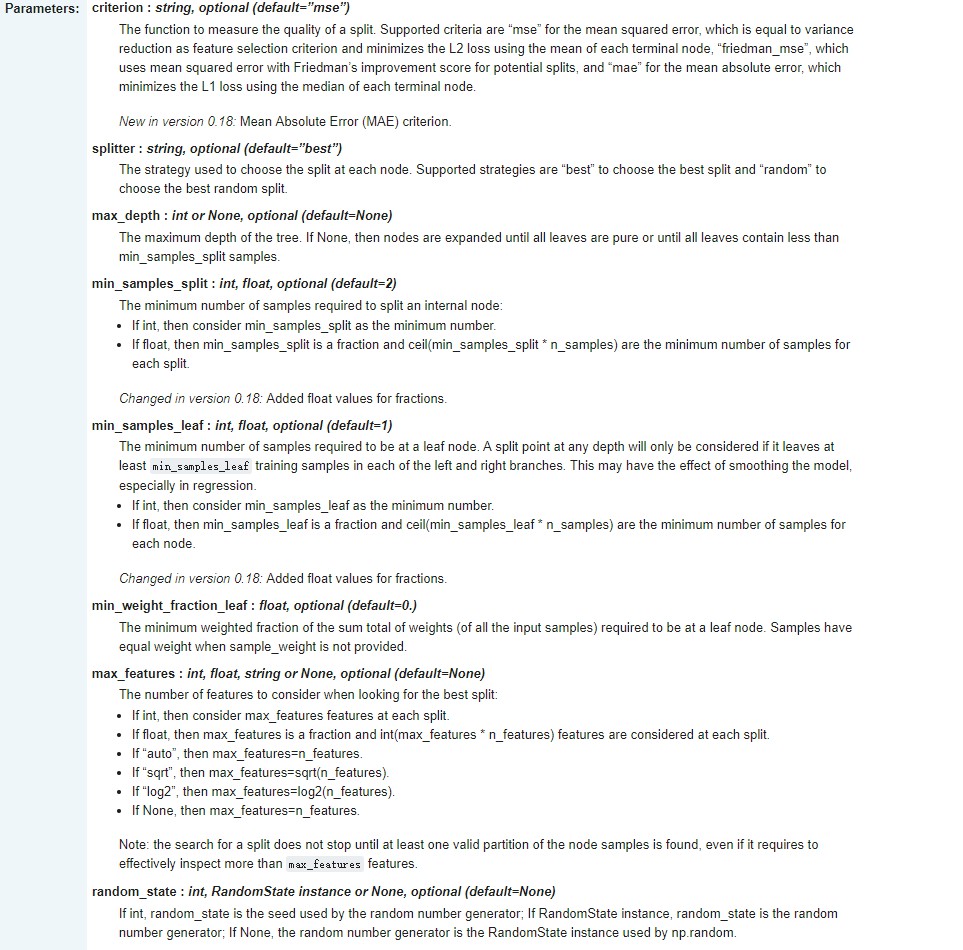 Parameters: criterion : string, optional (default=”mse”)
The function to measure the quality of a split. Supported criteria are “mse” for the mean squared error, which is equal to variance
reduction as feature selection criterion and minimizes the L2 loss using the mean of each terminal node, “friedman_mse”, which
uses mean squared error with Friedman’s improvement score for potential splits, and “mae” for the mean absolute error, which
minimizes the L1 loss using the median of each terminal node.
New in version 0.18: Mean Absolute Error (MAE) criterion.
splitter : string, optional (default=”best”)
The strategy used to choose the split at each node. Supported strategies are “best” to choose the best split and “random” to
choose the best random split.
max_depth : int or None, optional (default=None)
The maximum depth of the tree. If None, then nodes are expanded until all leaves are pure or until all leaves contain less than
min_samples_split samples.
min_samples_split : int, float, optional (default=2)
The minimum number of samples required to split an internal node:
• If int, then consider min_samples_split as the minimum number.
• If float, then min_samples_split is a fraction and ceil(min_samples_split * n_samples) are the minimum number of samples for
each split.
Changed in version 0.18: Added float values for fractions.
min_samples_leaf : int, float, optional (default=1)
The minimum number of samples required to be at a leaf node. A split point at any depth will only be considered if it leaves at
least min_samples_leaf training samples in each of the left and right branches. This may have the effect of smoothing the model,
especially in regression.
• If int, then consider min_samples_leaf as the minimum number.
• If float, then min_samples_leaf is a fraction and ceil(min_samples_leaf * n_samples) are the minimum number of samples for
each node.
Changed in version 0.18: Added float values for fractions.
min_weight_fraction_leaf : float, optional (default=0.)
The minimum weighted fraction of the sum total of weights (of all the input samples) required to be at a leaf node. Samples have
equal weight when sample_weight is not provided.
max_features : int, float, string or None, optional (default=None)
The number of features to consider when looking for the best split:
• If int, then consider max_features features at each split.
• If float, then max_features is a fraction and int(max_features * n_features) features are considered at each split.
• If “auto”, then max_features=n_features.
• If “sqrt”, then max_features=sqrt(n_features).
• If “log2”, then max_features=log2(n_features).
• If None, then max_features=n_features.
Note: the search for a split does not stop until at least one valid partition of the node samples is found, even if it requires to
effectively inspect more than max_features features.
random_state : int, RandomState instance or None, optional (default=None)
If int, random_state is the seed used by the random number generator; If RandomState instance, random_state is the random
number generator; If None, the random number generator is the RandomState instance used by np.random.